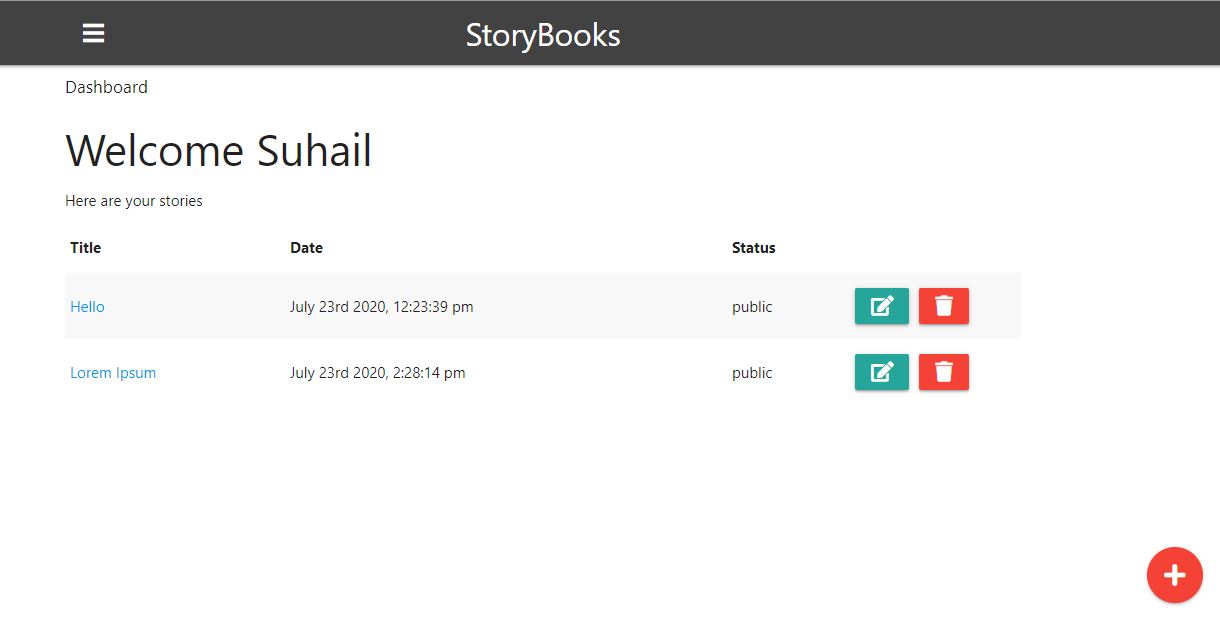 StoryBooks
Dashboard
Welcome Suhail
Here are your stories
Title Date Status
Hello July 23rd 2020, 12:23:39 pm public
Lorem Ipsum July 23rd 2020, 2:28:14 pm public